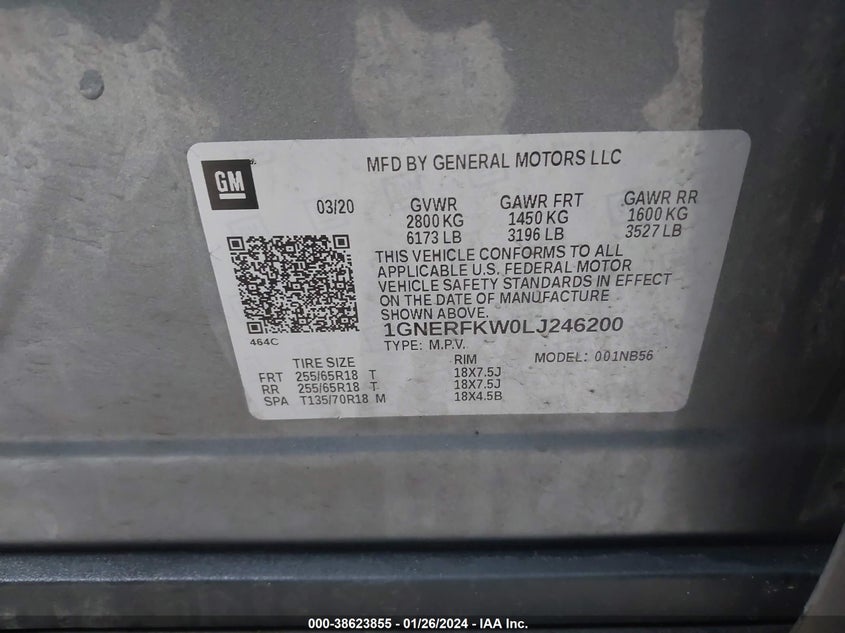 GM
MFD BY GENERAL MOTORS LLC
03/20 GVWR GAWR FRT GAWR RR
2800 KG 1450 KG 1600 KG
6173 LB 3196 LB 3527 LB
THIS VEHICLE CONFORMS TO ALL
APPLICABLE U.S. FEDERAL MOTOR
VEHICLE SAFETY STANDARDS IN EFFECT
ON THE DATE OF MANUFACTURE
SHOWN ABOVE.
464C
1GNERFKW0LJ246200
TYPE: M.P.V. MODEL: 001NB56
TIRE SIZE RIM
FRT 255/65R18 T 18X7.5J
RR 255/65R18 T 18X7.5J
SPA T135/70R18 M 18X4.5B
000-38623855 - 01/26/2024 - IAA Inc.